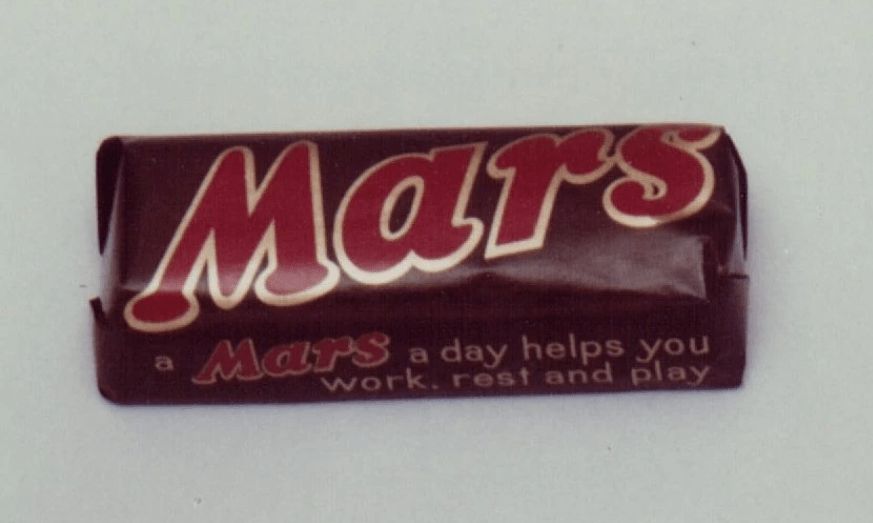 Mars
a Mars a day helps you
work. rest and play